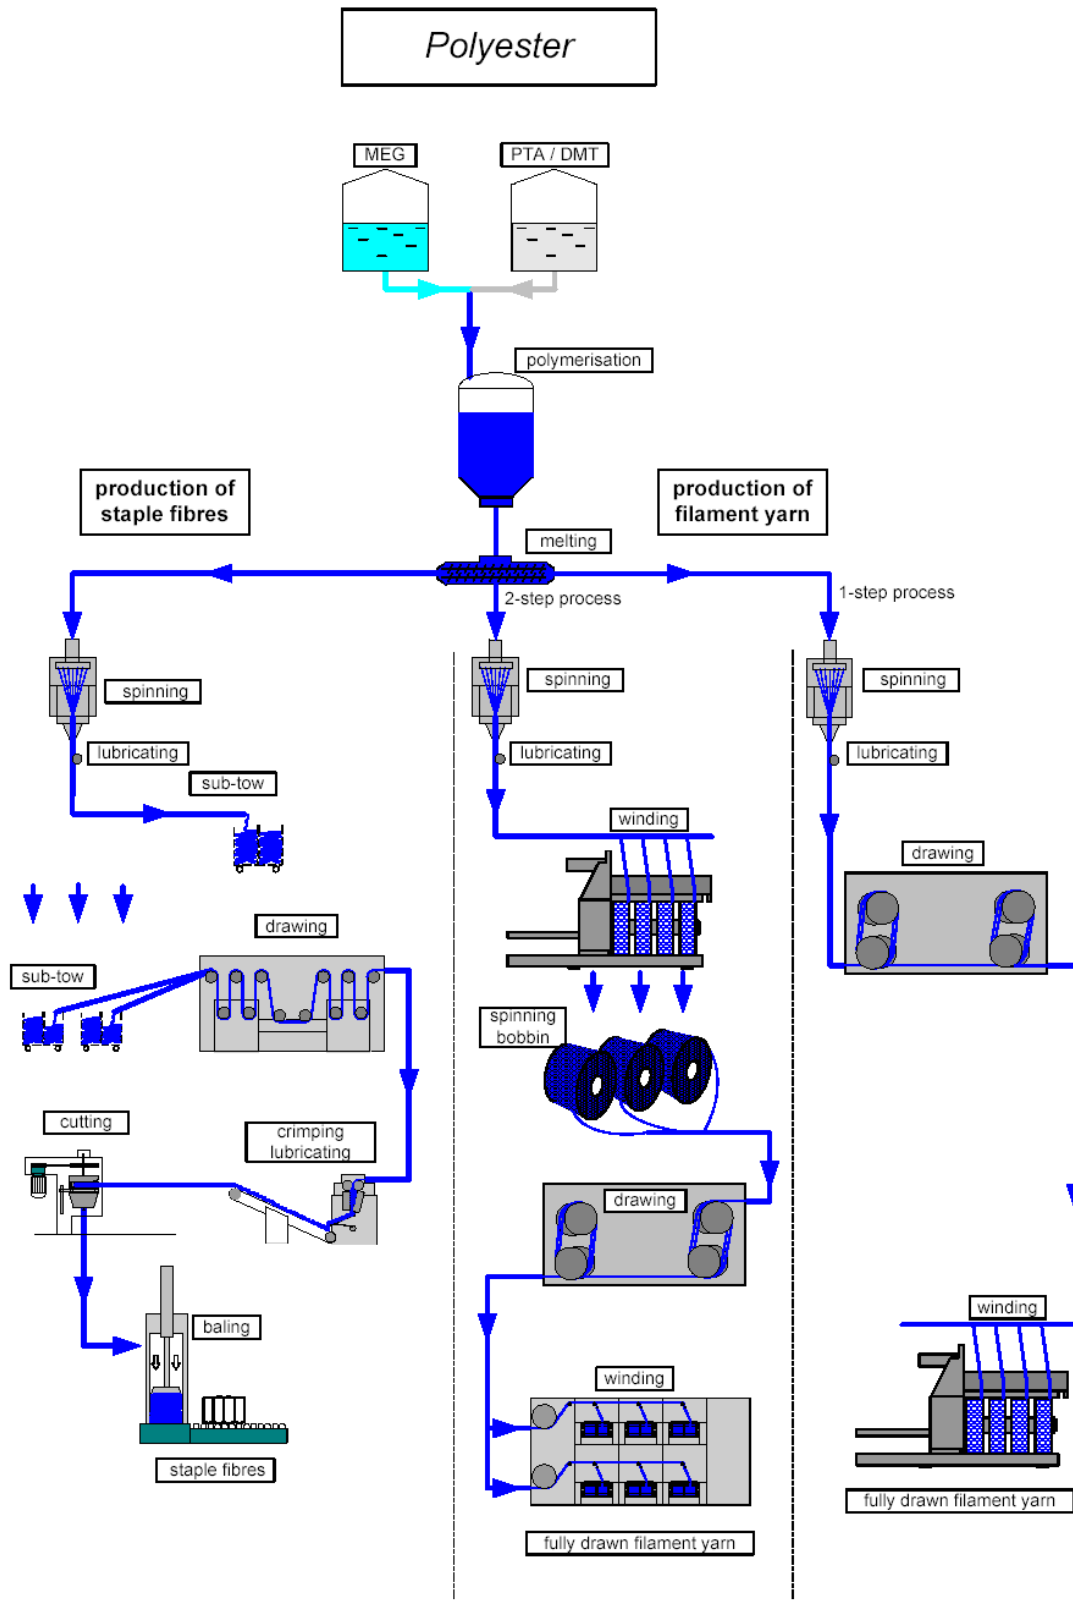 Polyester
MEG
PTA / DMT
polymerisation
production of
staple fibres
production of
filament yarn
melting
2-step process
1-step process
spinning
spinning
spinning
lubricating
lubricating
lubricating
sub-tow
winding
drawing
drawing
sub-tow
spinning
bobbin
cutting
crimping
lubricating
drawing
baling
winding
winding
staple fibres
fully drawn filament yarn
fully drawn filament yarn